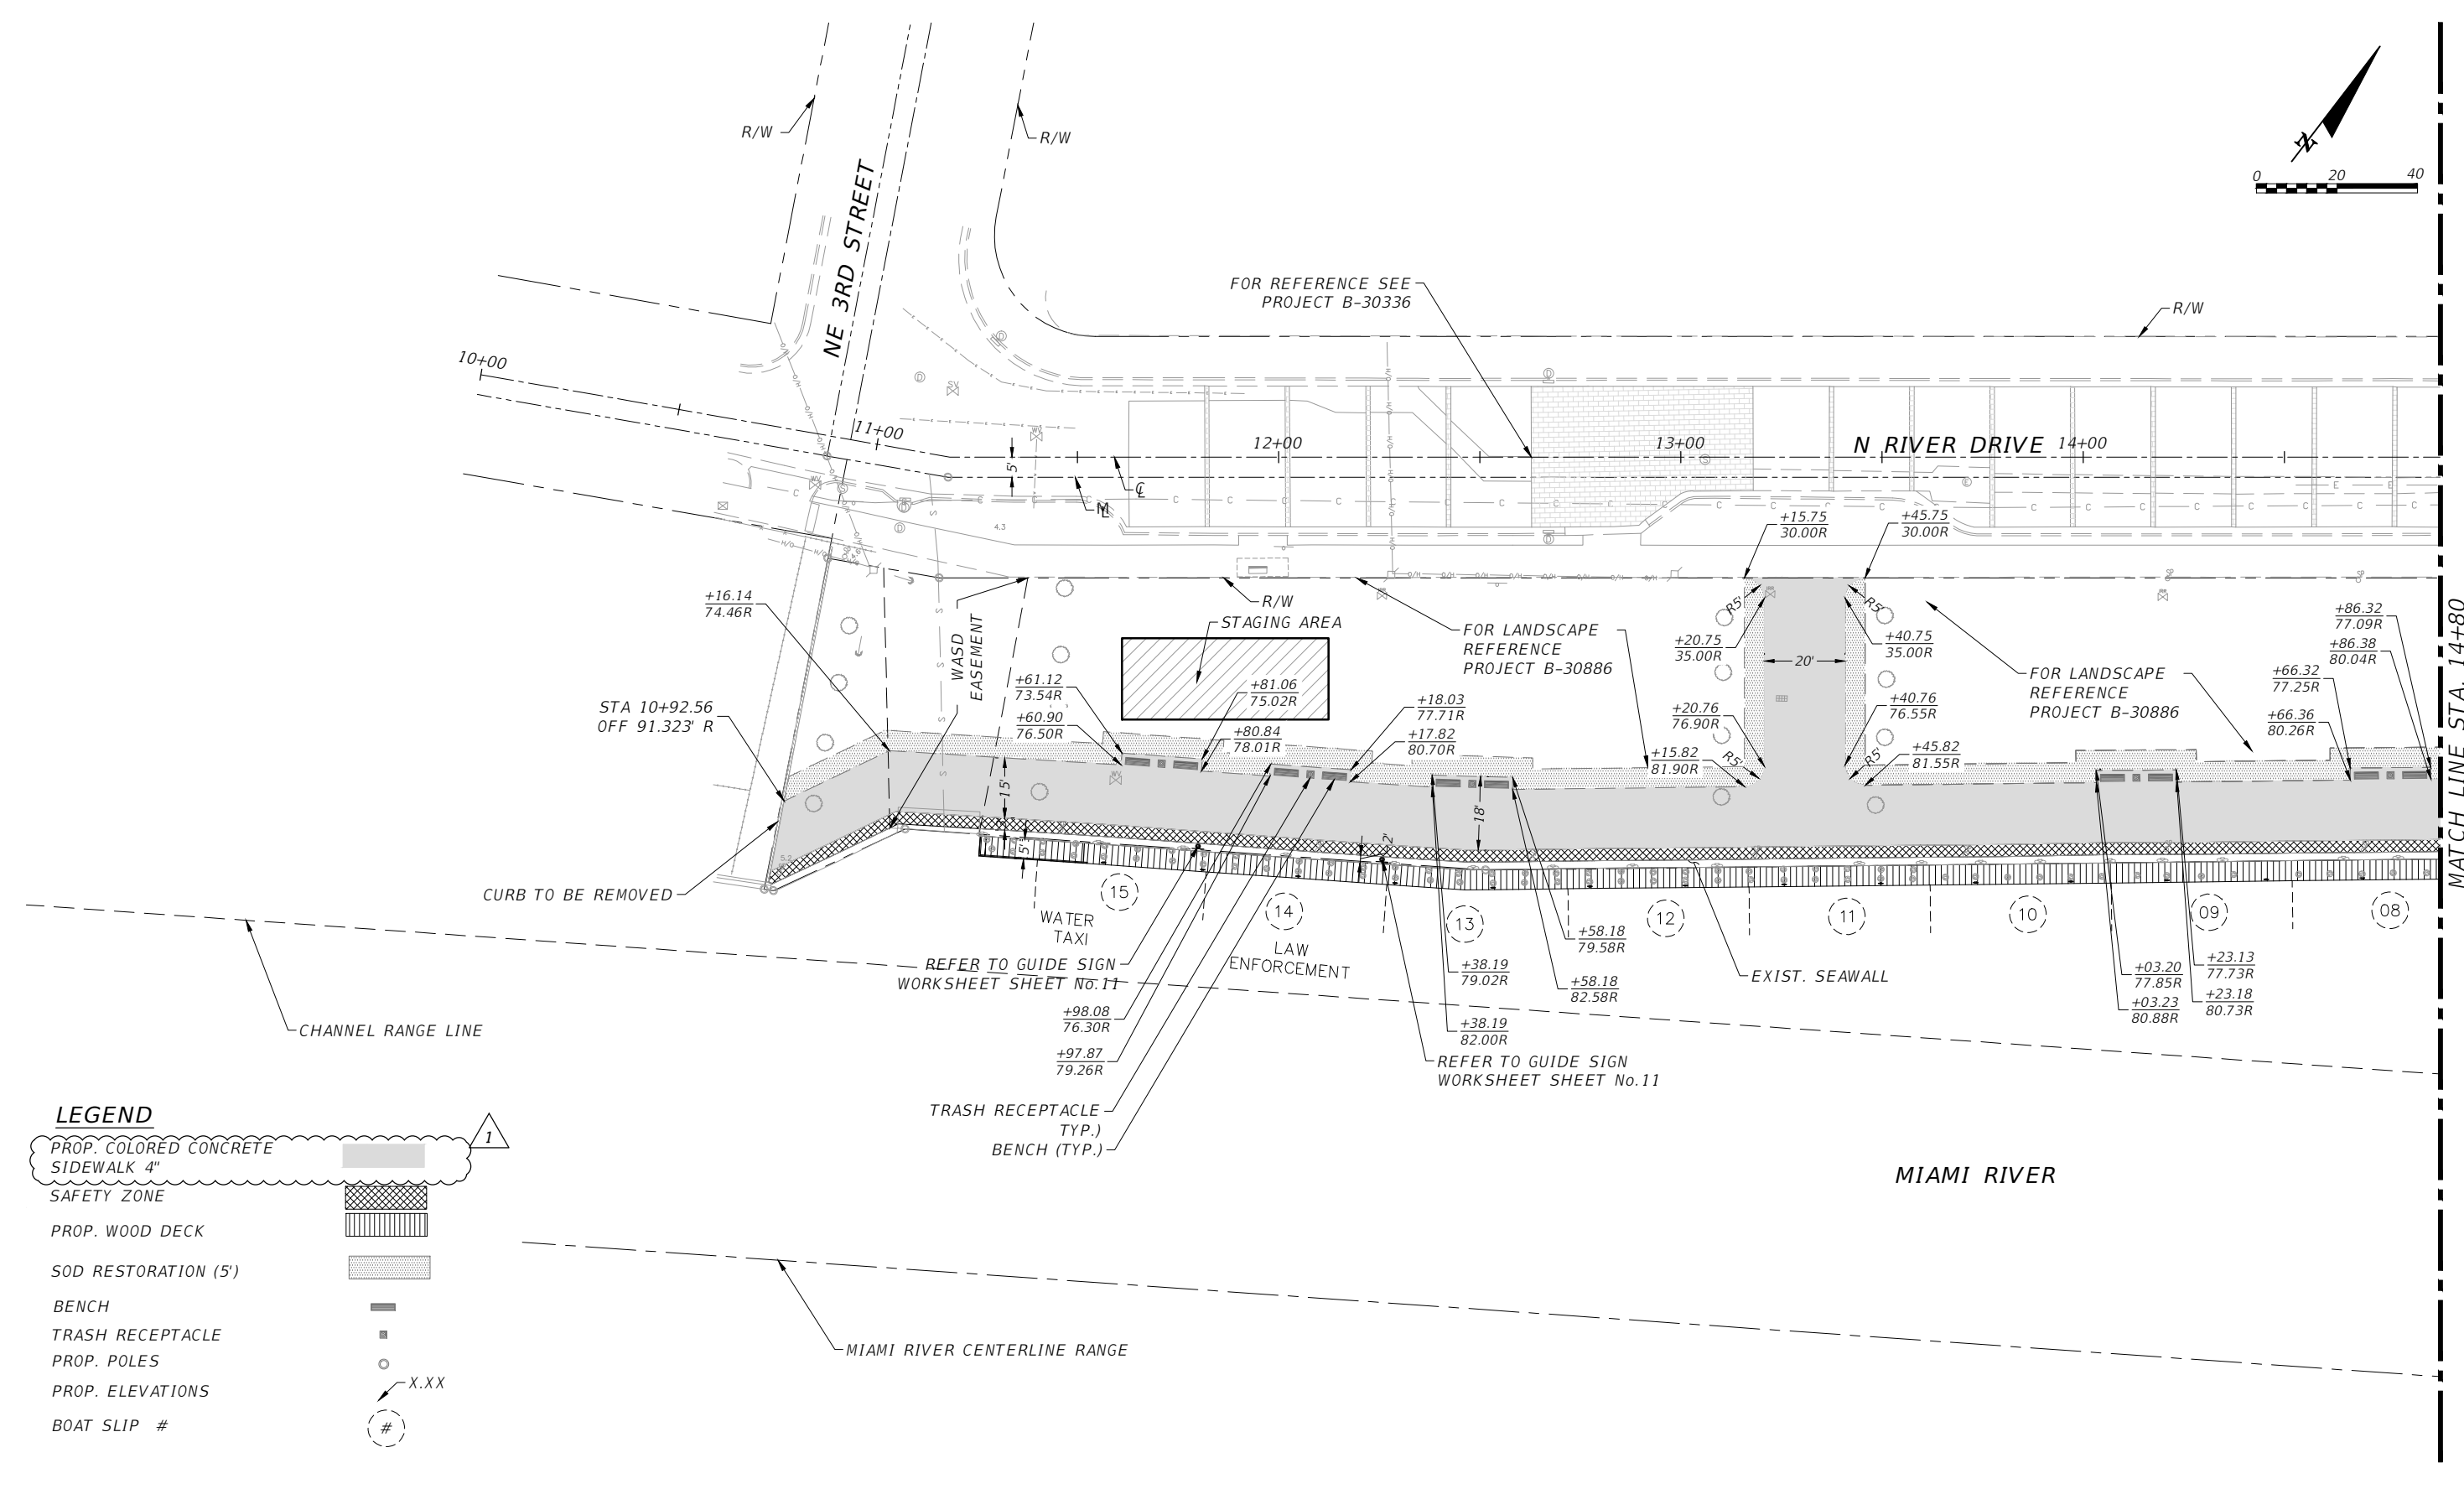 R/W
R/W
NE 3RD STREET
N
0 20 40
FOR REFERENCE SEE
PROJECT B-30336
R/W
10+00
11+00
12+00
13+00
N RIVER DRIVE
14+00
5'
℄
ML
4.3
+15.75
30.00R
+45.75
30.00R
R5'
R5'
+16.14
74.46R
WASD
EASEMENT
R/W
STAGING AREA
FOR LANDSCAPE
REFERENCE
PROJECT B-30886
+20.75
35.00R
+40.75
35.00R
20'
FOR LANDSCAPE
REFERENCE
PROJECT B-30886
+86.32
77.09R
+86.38
80.04R
+66.32
77.25R
+66.36
80.26R
MATCH LINE STA. 14+80
STA 10+92.56
OFF 91.323' R
+61.12
73.54R
+60.90
76.50R
+81.06
75.02R
+80.84
78.01R
+18.03
77.71R
+17.82
80.70R
+20.76
76.90R
+15.82
81.90R
R5'
+40.76
76.55R
+45.82
81.55R
R5'
15'
5'
18'
2'
5.2
CURB TO BE REMOVED
15
14
13
12
11
10
09
08
WATER
TAXI
LAW
ENFORCEMENT
REFER TO GUIDE SIGN
WORKSHEET SHEET No.11
+58.18
79.58R
+38.19
79.02R
+58.18
82.58R
EXIST. SEAWALL
+03.20
77.85R
+23.13
77.73R
+03.23
80.88R
+23.18
80.73R
+98.08
76.30R
+38.19
82.00R
+97.87
79.26R
REFER TO GUIDE SIGN
WORKSHEET SHEET No.11
CHANNEL RANGE LINE
TRASH RECEPTACLE
TYP.)
BENCH (TYP.)
MIAMI RIVER
MIAMI RIVER CENTERLINE RANGE
LEGEND
1
PROP. COLORED CONCRETE
SIDEWALK 4"
SAFETY ZONE
PROP. WOOD DECK
SOD RESTORATION (5')
BENCH
TRASH RECEPTACLE
PROP. POLES
PROP. ELEVATIONS X.XX
BOAT SLIP # #